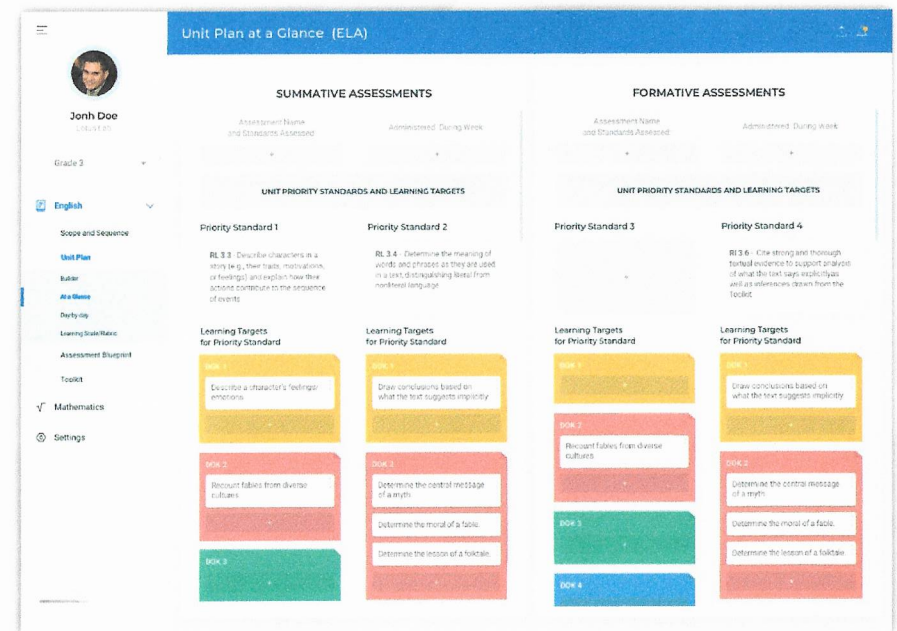 Unit Plan at a Glance (ELA)
Jonh Doe
Grade 3
English
Scope and Sequence
Unit Plan
Builder
At a Glance
Day by day
Learning Scale/Rubric
Assessment Blueprint
Toolkit
Mathematics
Settings
SUMMATIVE ASSESSMENTS
Assessment Name
and Standards Assessed
Administered During Week
+
+
UNIT PRIORITY STANDARDS AND LEARNING TARGETS
Priority Standard 1
RL 3.3 - Describe characters in a
story (e.g., their traits, motivations,
or feelings) and explain how their
actions contribute to the sequence
of events
Priority Standard 2
RL 3.4 - Determine the meaning of
words and phrases as they are used
in a text, distinguishing literal from
nonliteral language
Learning Targets
for Priority Standard
DOK 1
Describe a character's feelings/
emotions
+
DOK 2
Recount fables from diverse
cultures
+
DOK 3
+
Learning Targets
for Priority Standard
DOK 1
Draw conclusions based on
what the text suggests implicitly
+
DOK 2
Determine the central message
of a myth
Determine the moral of a fable.
Determine the lesson of a folktale.
+
FORMATIVE ASSESSMENTS
Assessment Name
and Standards Assessed
Administered During Week
+
+
UNIT PRIORITY STANDARDS AND LEARNING TARGETS
Priority Standard 3
+
Priority Standard 4
RI 3.6 - Cite strong and thorough
textual evidence to support analysis
of what the text says explicitly as
well as inferences drawn from the
Toolkit
Learning Targets
for Priority Standard
DOK 1
+
DOK 2
Recount fables from diverse
cultures
+
DOK 3
+
DOK 4
Learning Targets
for Priority Standard
DOK 1
Draw conclusions based on
what the text suggests implicitly
+
DOK 2
Determine the central message
of a myth
Determine the moral of a fable.
Determine the lesson of a folktale.
+